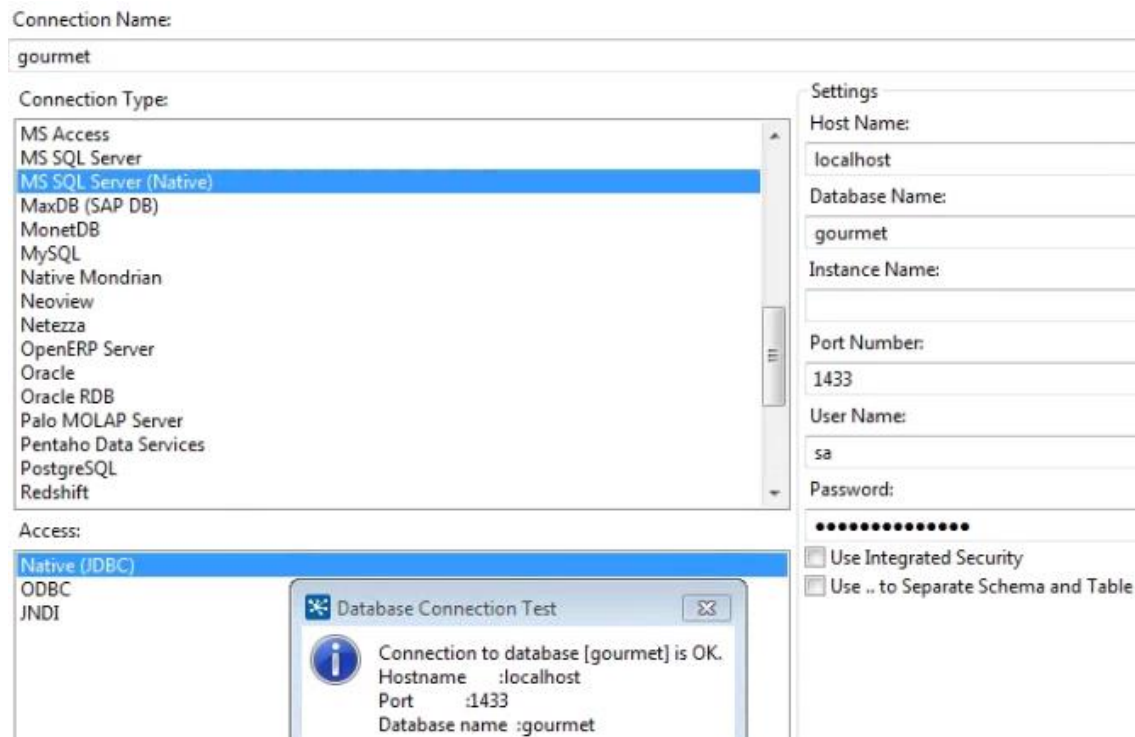 Connection Name:
gourmet
Connection Type:
MS Access
MS SQL Server
MS SQL Server (Native)
MaxDB (SAP DB)
MonetDB
MySQL
Native Mondrian
Neoview
Netezza
OpenERP Server
Oracle
Oracle RDB
Palo MOLAP Server
Pentaho Data Services
PostgreSQL
Redshift
Access:
Native (JDBC)
ODBC
JNDI
Settings
Host Name:
localhost
Database Name:
gourmet
Instance Name:
Port Number:
1433
User Name:
sa
Password:
●●●●●●●●●●●●●●
Use Integrated Security
Use .. to Separate Schema and Table
Database Connection Test
Connection to database [gourmet] is OK.
Hostname :localhost
Port :1433
Database name :gourmet